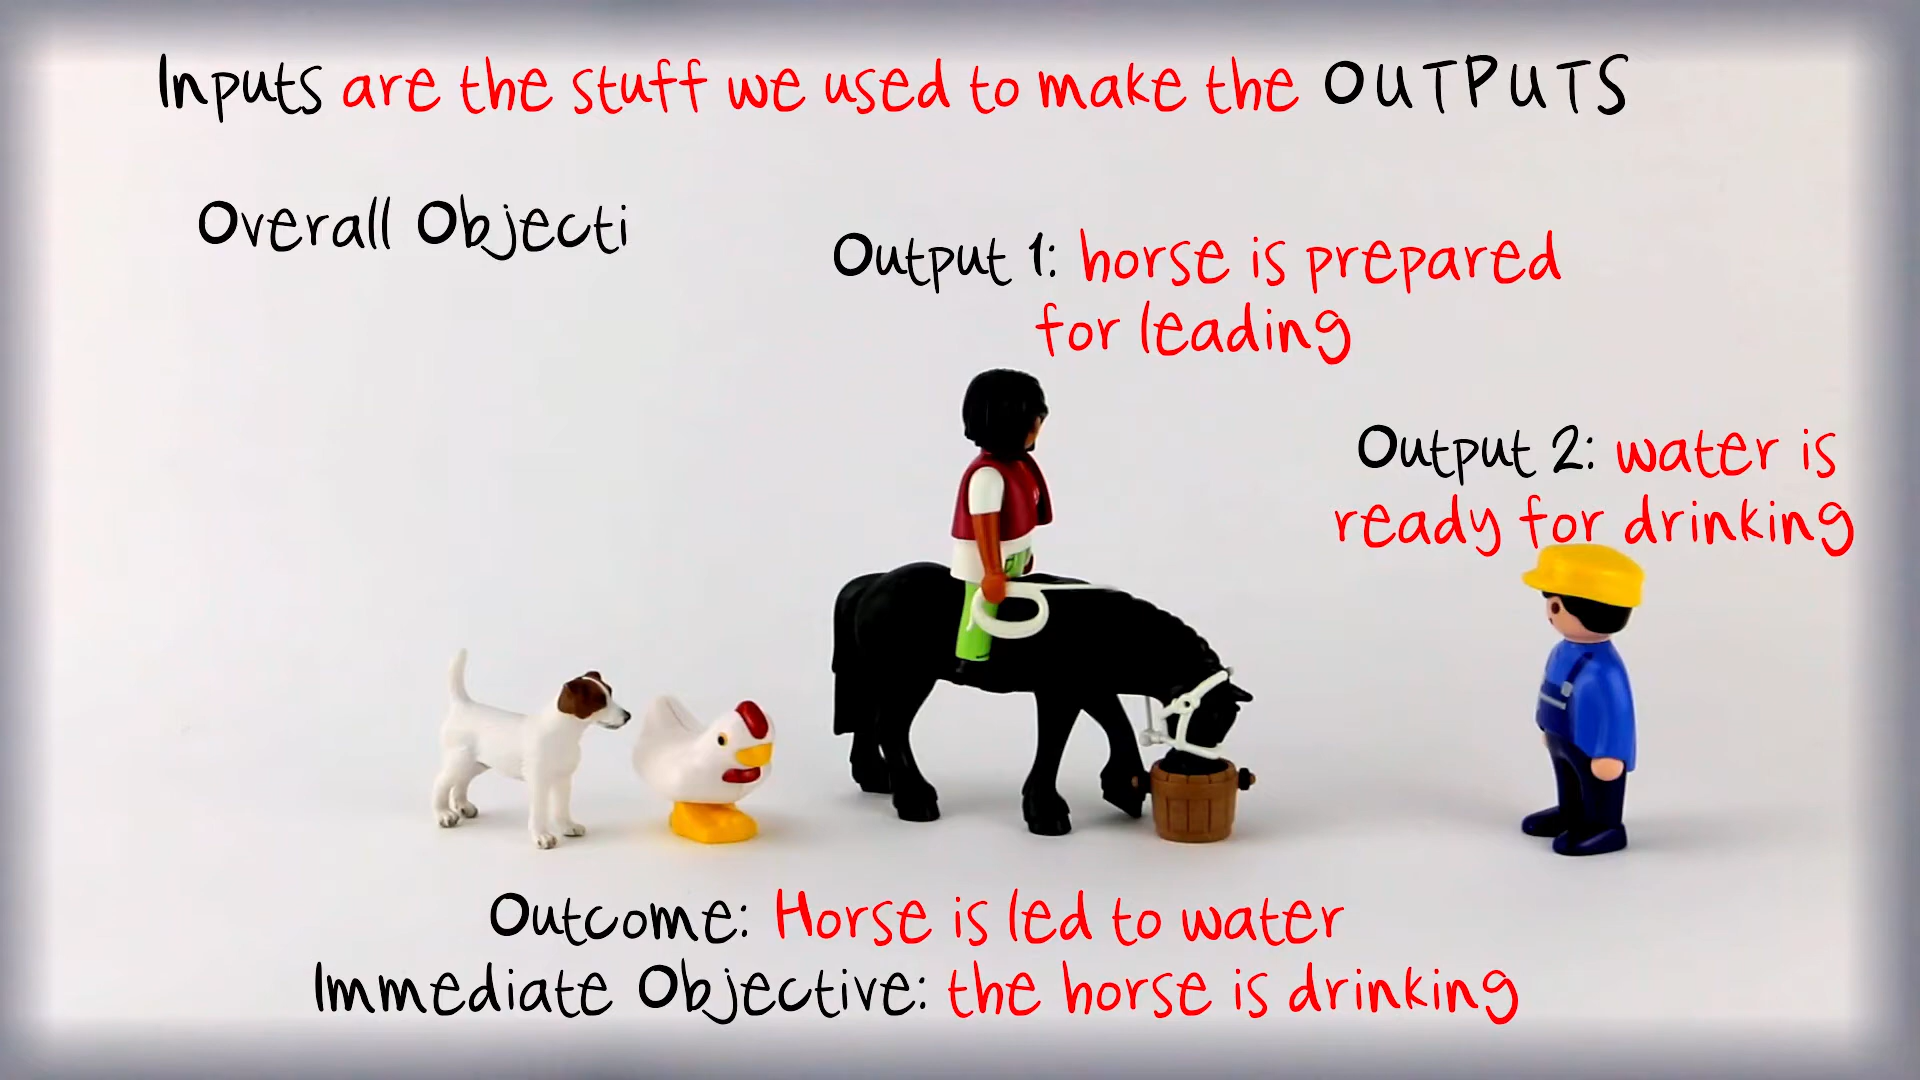 Inputs are the stuff we used to make the OUTPUTS
Overall Objecti
Output 1: horse is prepared
for leading
Output 2: water is
ready for drinking
Outcome: Horse is led to water
Immediate Objective: the horse is drinking